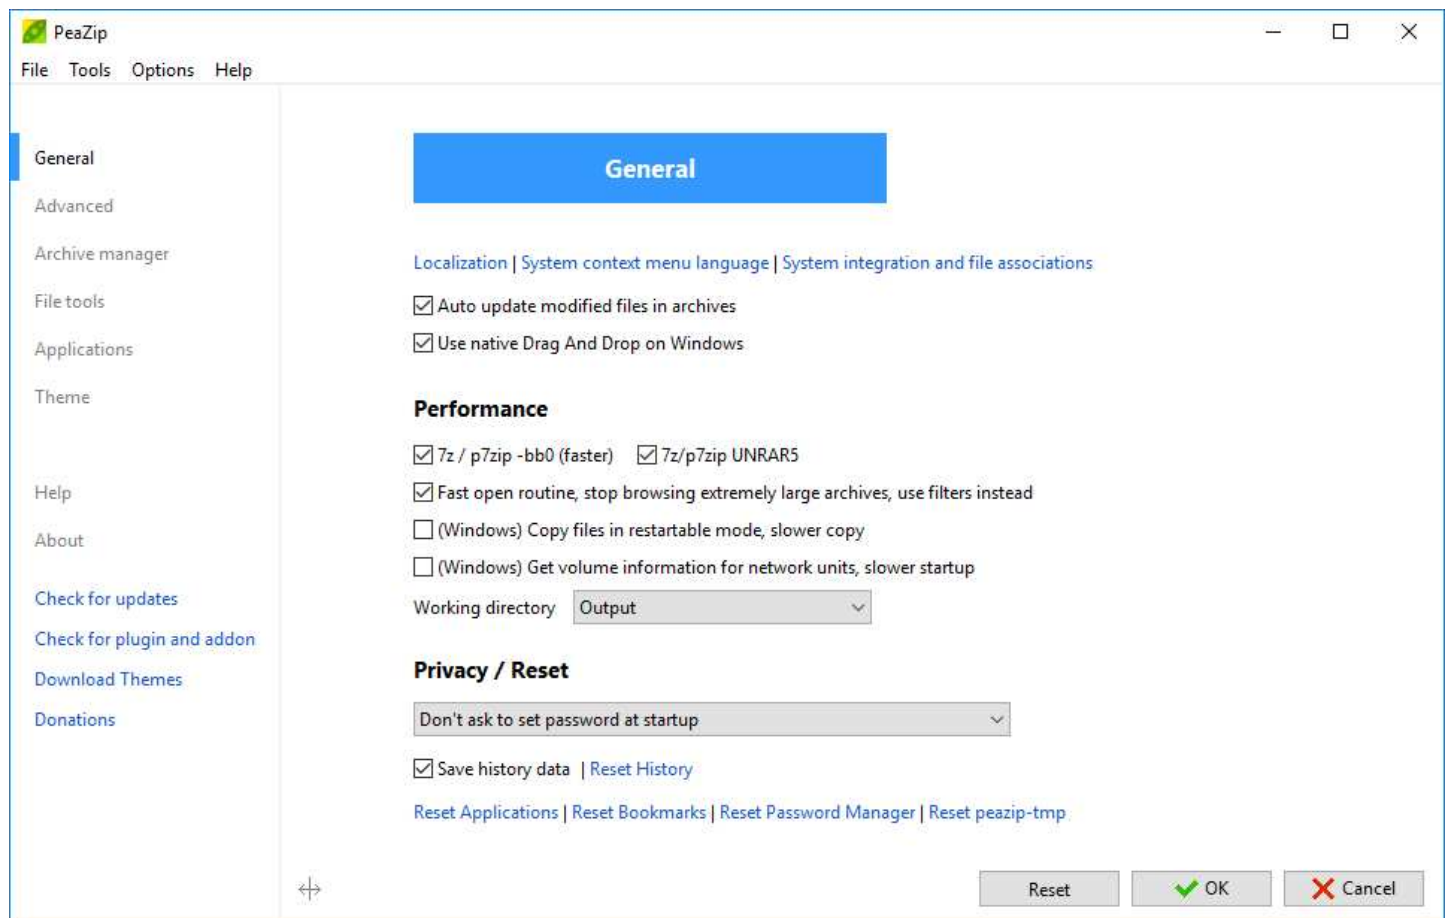 PeaZip
File Tools Options Help
General
Advanced
Archive manager
File tools
Applications
Theme
Help
About
Check for updates
Check for plugin and addon
Download Themes
Donations
General
Localization | System context menu language | System integration and file associations
Auto update modified files in archives
Use native Drag And Drop on Windows
Performance
7z / p7zip -bb0 (faster) 7z/p7zip UNRAR5
Fast open routine, stop browsing extremely large archives, use filters instead
(Windows) Copy files in restartable mode, slower copy
(Windows) Get volume information for network units, slower startup
Working directory Output
Privacy / Reset
Don't ask to set password at startup
Save history data | Reset History
Reset Applications | Reset Bookmarks | Reset Password Manager | Reset peazip-tmp
Reset OK Cancel